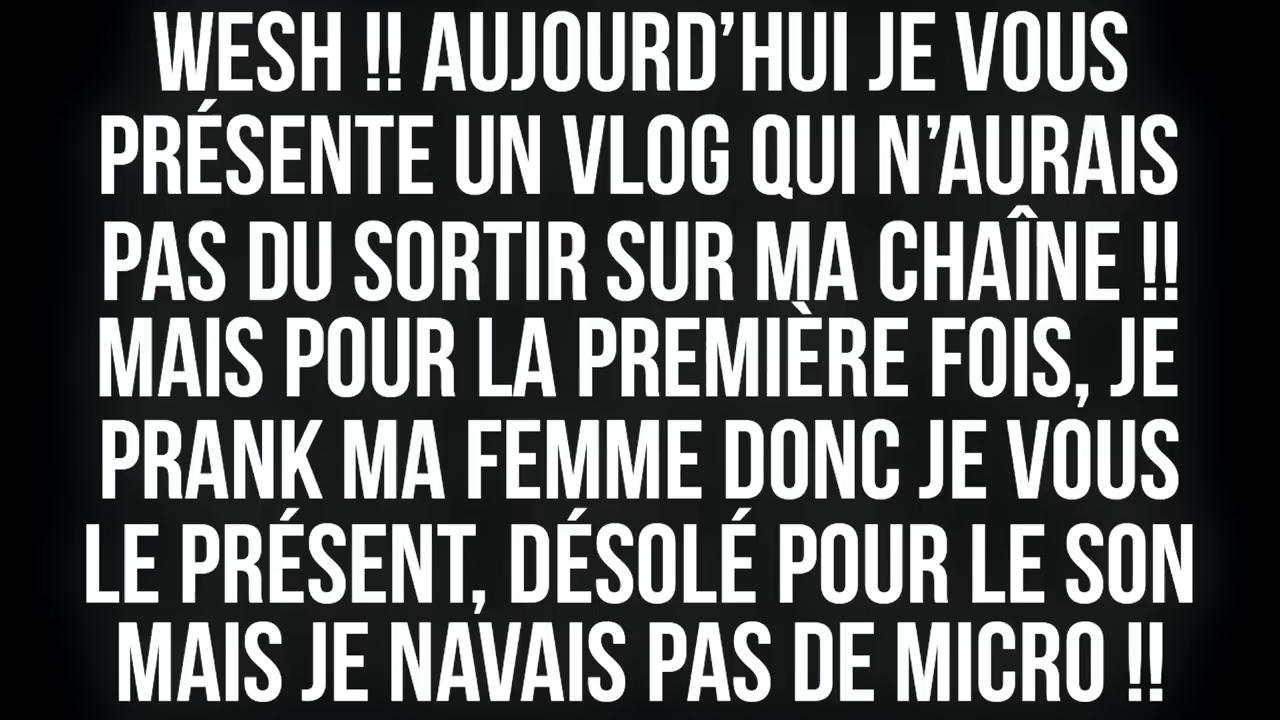 WESH !! AUJOURD’HUI JE VOUS
PRÉSENTE UN VLOG QUI N’AURAIS
PAS DU SORTIR SUR MA CHAÎNE !!
MAIS POUR LA PREMIÈRE FOIS, JE
PRANK MA FEMME DONC JE VOUS
LE PRÉSENT, DÉSOLÉ POUR LE SON
MAIS JE NAVAIS PAS DE MICRO !!